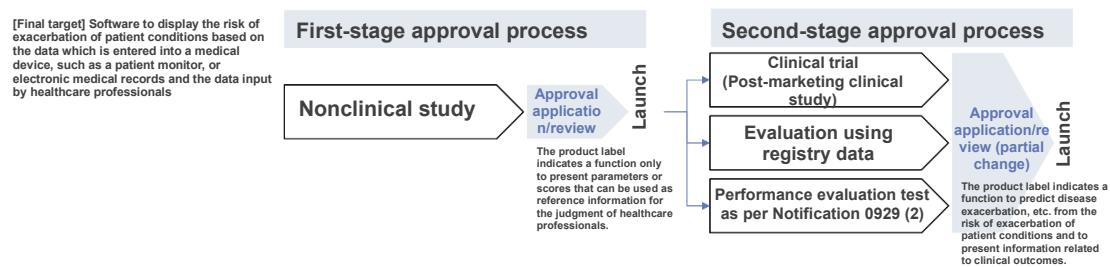 [Final target] Software to display the risk of
exacerbation of patient conditions based on
the data which is entered into a medical
device, such as a patient monitor, or
electronic medical records and the data input
by healthcare professionals
First-stage approval process
Nonclinical study
Approval
applicatio
n/review
Launch
The product label
indicates a function only
to present parameters or
scores that can be used as
reference information for
the judgment of healthcare
professionals.
Second-stage approval process
Clinical trial
(Post-marketing clinical
study)
Evaluation using
registry data
Performance evaluation test
as per Notification 0929 (2)
Approval
application/re
view (partial
change)
Launch
The product label indicates a
function to predict disease
exacerbation, etc. from the
risk of exacerbation of
patient conditions and to
present information related
to clinical outcomes.